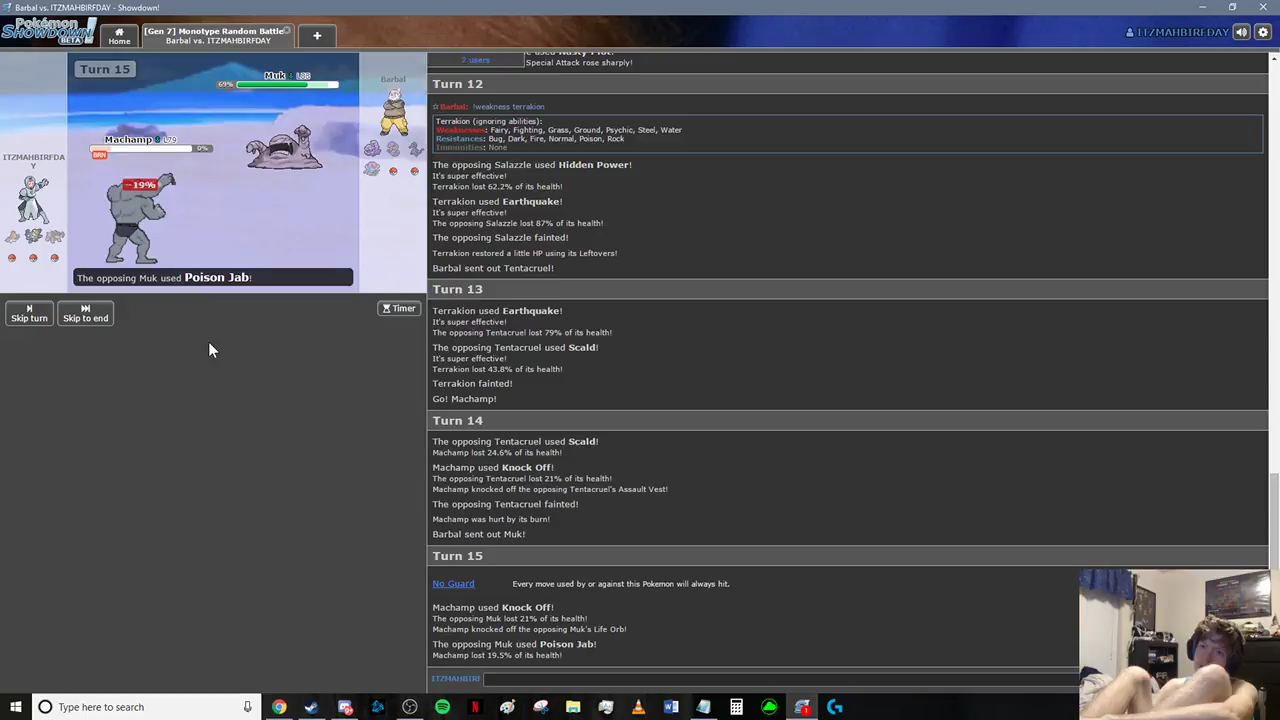 Barbal vs. ITZMAHBIRFDAY - Showdown!
Pokémon
SHOWDOWN!
BETA
Home
[Gen 7] Monotype Random Battle
Barbal vs. ITZMAHBIRFDAY
+
ITZMAHBIRFDAY
Turn 15
Muk
69%
Barbal
Machamp L79
0%
BRN
ITZMAHBIRFDA
Y
-19%
The opposing Muk used Poison Jab!
Skip turn
Skip to end
Timer
users
Special Attack rose sharply!
Turn 12
☆Barbal: !weakness terrakion
Terrakion (ignoring abilities):
Weaknesses: Fairy, Fighting, Grass, Ground, Psychic, Steel, Water
Resistances: Bug, Dark, Fire, Normal, Poison, Rock
Immunities: None
The opposing Salazzle used Hidden Power!
It's super effective!
Terrakion lost 62.2% of its health!
Terrakion used Earthquake!
It's super effective!
The opposing Salazzle lost 87% of its health!
The opposing Salazzle fainted!
Terrakion restored a little HP using its Leftovers!
Barbal sent out Tentacruel!
Turn 13
Terrakion used Earthquake!
It's super effective!
The opposing Tentacruel lost 79% of its health!
The opposing Tentacruel used Scald!
It's super effective!
Terrakion lost 43.8% of its health!
Terrakion fainted!
Go! Machamp!
Turn 14
The opposing Tentacruel used Scald!
Machamp lost 24.6% of its health!
Machamp used Knock Off!
The opposing Tentacruel lost 21% of its health!
Machamp knocked off the opposing Tentacruel's Assault Vest!
The opposing Tentacruel fainted!
Machamp was hurt by its burn!
Barbal sent out Muk!
Turn 15
No Guard Every move used by or against this Pokemon will always hit.
Machamp used Knock Off!
The opposing Muk lost 21% of its health!
Machamp knocked off the opposing Muk's Life Orb!
The opposing Muk used Poison Jab!
Machamp lost 19.5% of its health!
ITZMAHBIRF
Type here to search